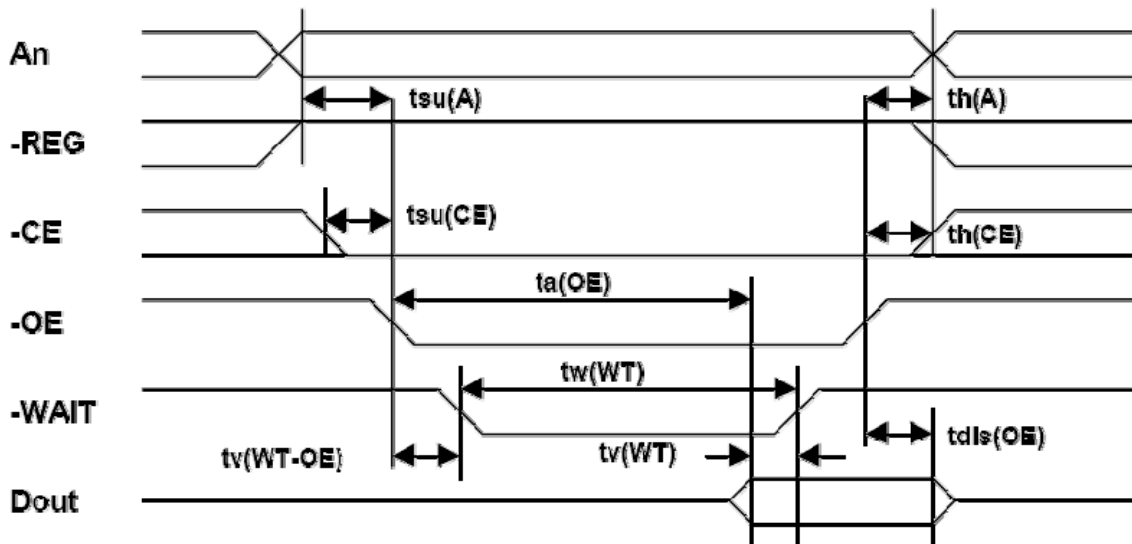 An
tsu(A)
th(A)
-REG
tsu(CE)
-CE
th(CE)
ta(OE)
-OE
tw(WT)
-WAIT
tdis(OE)
tv(WT-OE)
tv(WT)
Dout